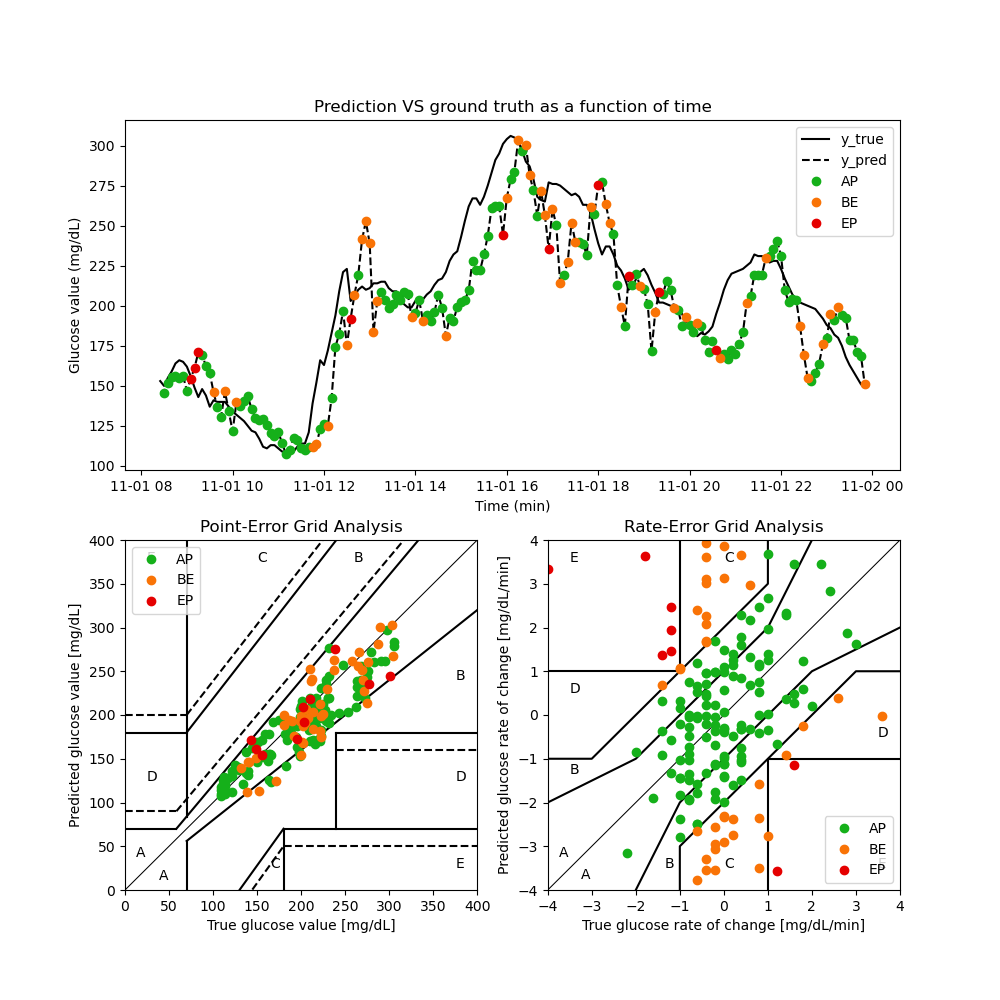 Prediction VS ground truth as a function of time
Glucose value (mg/dL)
300
275
250
225
200
175
150
125
100
y_true
y_pred
AP
BE
EP
11-01 08 11-01 10 11-01 12 11-01 14 11-01 16 11-01 18 11-01 20 11-01 22 11-02 00
Time (min)
Point-Error Grid Analysis
Predicted glucose value [mg/dL]
400
350
300
250
200
150
100
50
0
AP
BE
EP
E C B
B
D D
A
A
C E
0 50 100 150 200 250 300 350 400
True glucose value [mg/dL]
Rate-Error Grid Analysis
Predicted glucose rate of change [mg/dL/min]
4
3
2
1
0
−1
−2
−3
−4
E C
D
D
B
A
A
B C E
AP
BE
EP
−4 −3 −2 −1 0 1 2 3 4
True glucose rate of change [mg/dL/min]